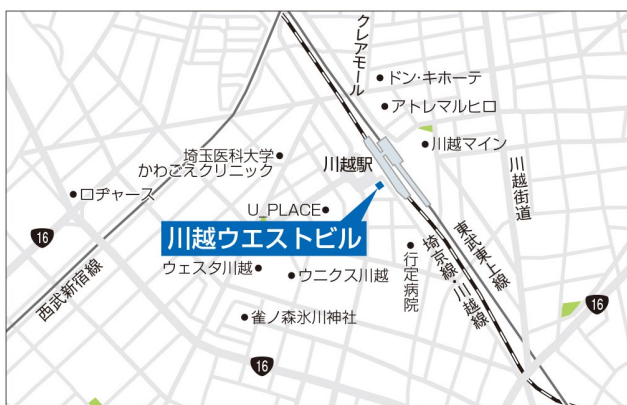 クレアモール
ドン・キホーテ
アトレマルヒロ
川越マイン
川越街道
埼玉医科大学
かわごえクリニック
川越駅
ロヂャース
U_PLACE
川越ウエストビル
16
西武新宿線
ウェスタ川越
ウニクス川越
行定病院
埼京線・川越線
東武東上線
雀ノ森氷川神社
16
16